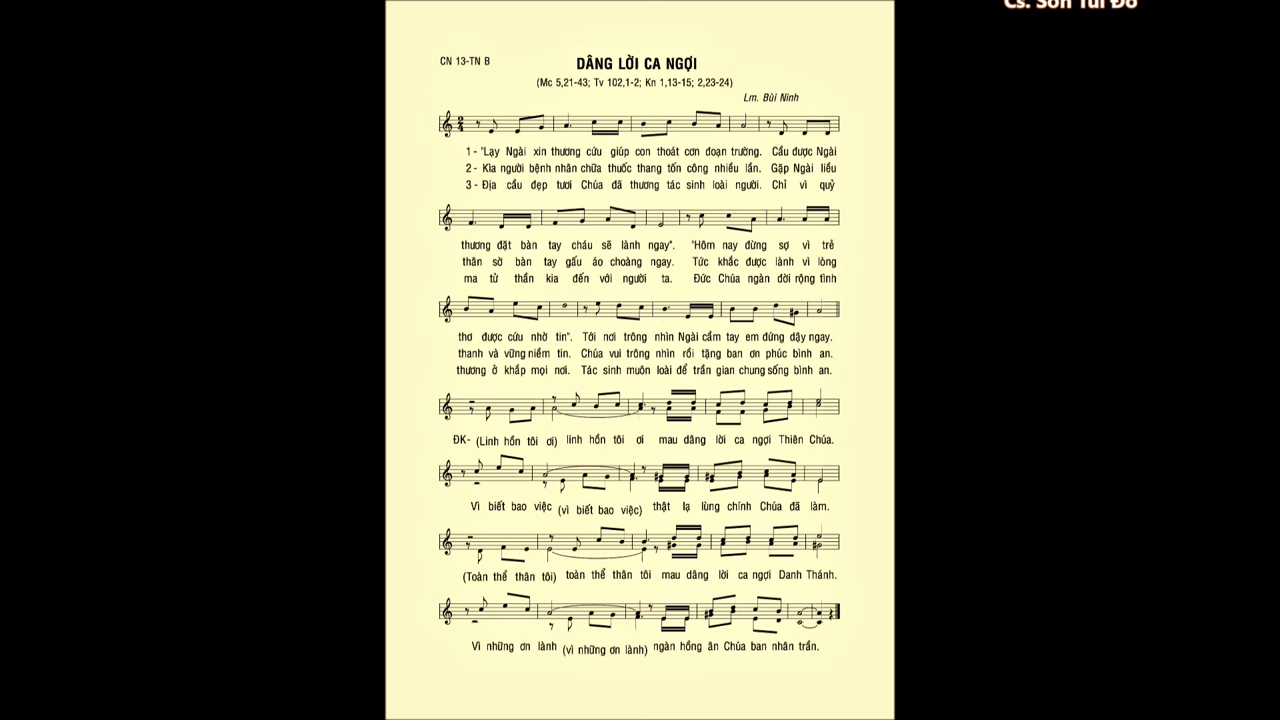 Cs. Sơn Túi Đỏ
CN 13-TN B
DÂNG LỜI CA NGỢI
(Mc 5,21-43; Tv 102,1-2; Kn 1,13-15; 2,23-24)
Lm. Bùi Ninh
1 - "Lạy Ngài xin thương cứu giúp con thoát cơn đoạn trường. Cầu được Ngài
2 - Kìa người bệnh nhân chữa thuốc thang tốn công nhiều lần. Gặp Ngài liều
3 - Địa cầu đẹp tươi Chúa đã thương tác sinh loài người. Chỉ vì quỷ
thương đặt bàn tay cháu sẽ lành ngay". "Hôm nay đừng sợ vì trẻ
thân sờ bàn tay gấu áo choàng ngay. Tức khắc được lành vì lòng
ma tử thần kia đến với người ta. Đức Chúa ngàn đời rộng tình
thơ được cứu nhờ tin". Tới nơi trông nhìn Ngài cầm tay em đứng dậy ngay.
thanh và vững niềm tin. Chúa vui trông nhìn rồi tặng ban ơn phúc bình an.
thương ở khắp mọi nơi. Tác sinh muôn loài để trần gian chung sống bình an.
ĐK- (Linh hồn tôi ơi) linh hồn tôi ơi mau dâng lời ca ngợi Thiên Chúa.
Vì biết bao việc (vì biết bao việc) thật lạ lùng chính Chúa đã làm.
(Toàn thể thân tôi) toàn thể thân tôi mau dâng lời ca ngợi Danh Thánh.
Vì những ơn lành (vì những ơn lành) ngàn hồng ân Chúa ban nhân trần.